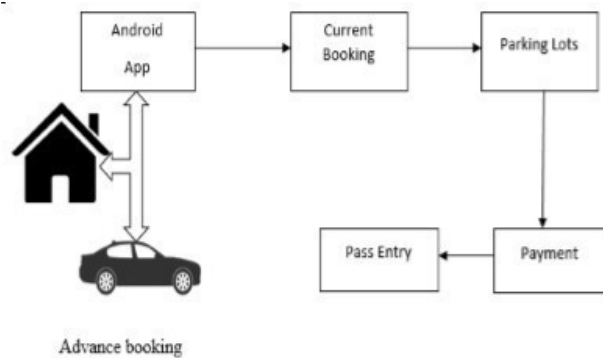 Android
App
Current
Booking
Parking Lots
Pass Entry
Payment
Advance booking